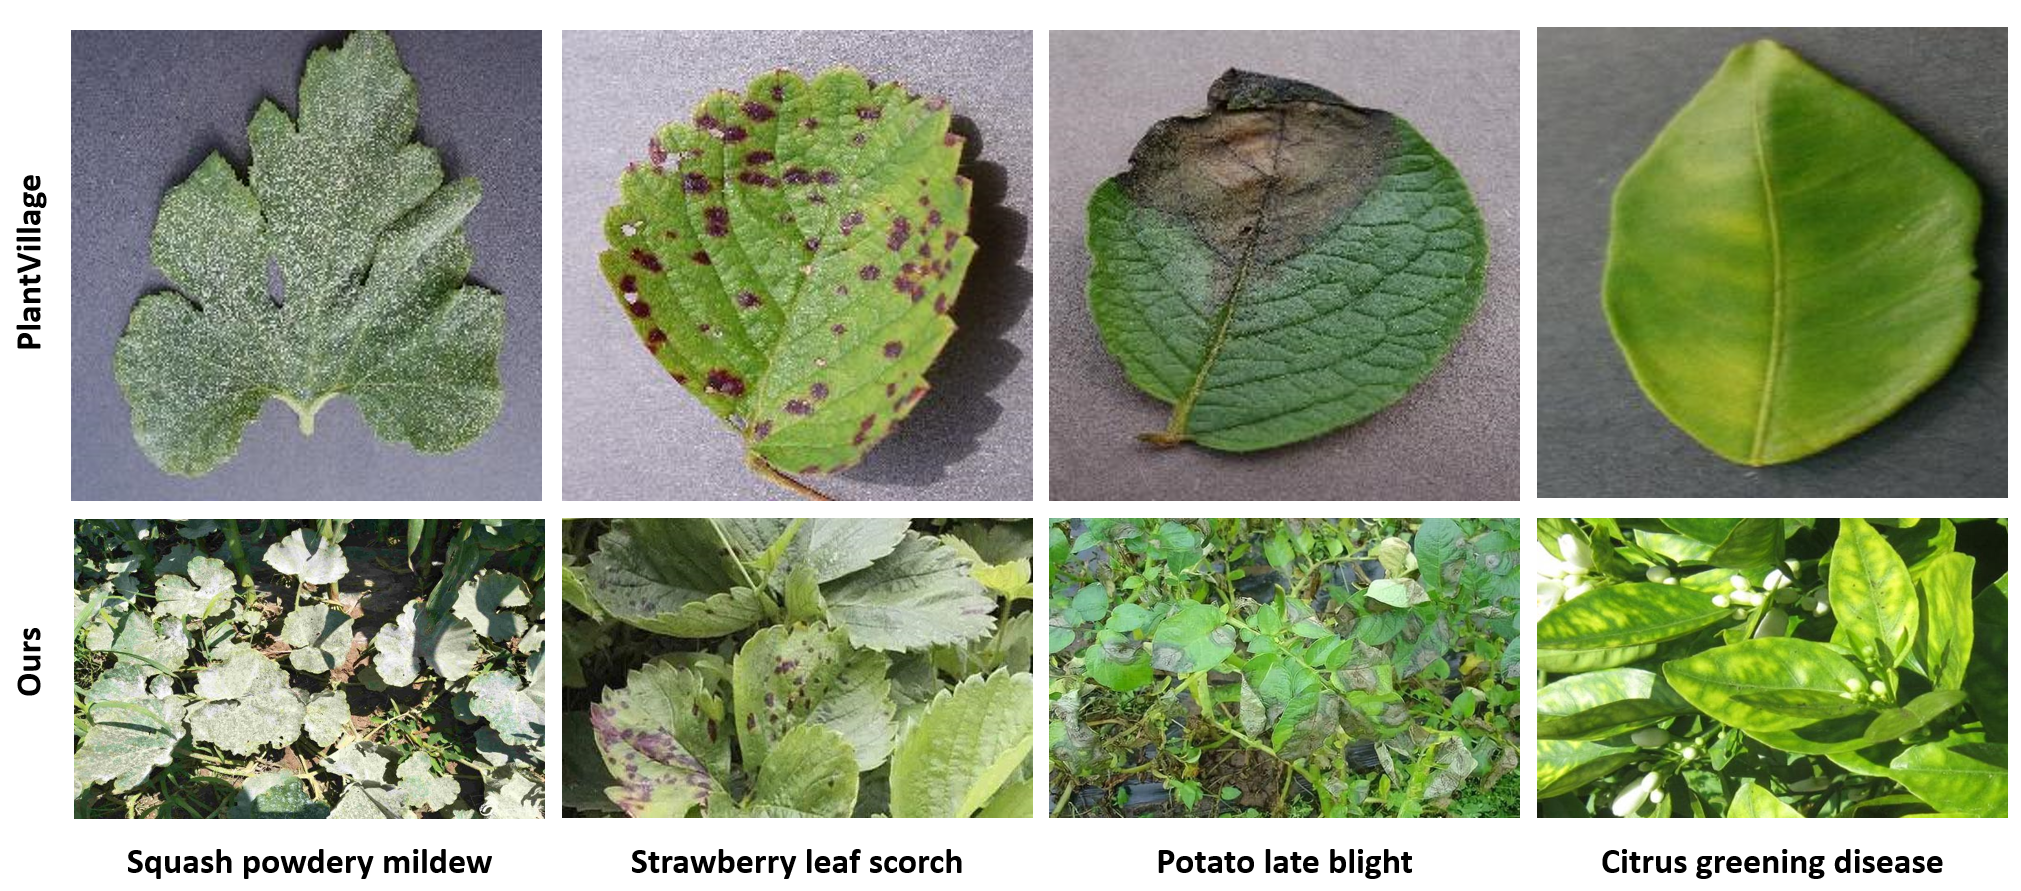 PlantVillage
Ours
Squash powdery mildew
Strawberry leaf scorch
Potato late blight
Citrus greening disease